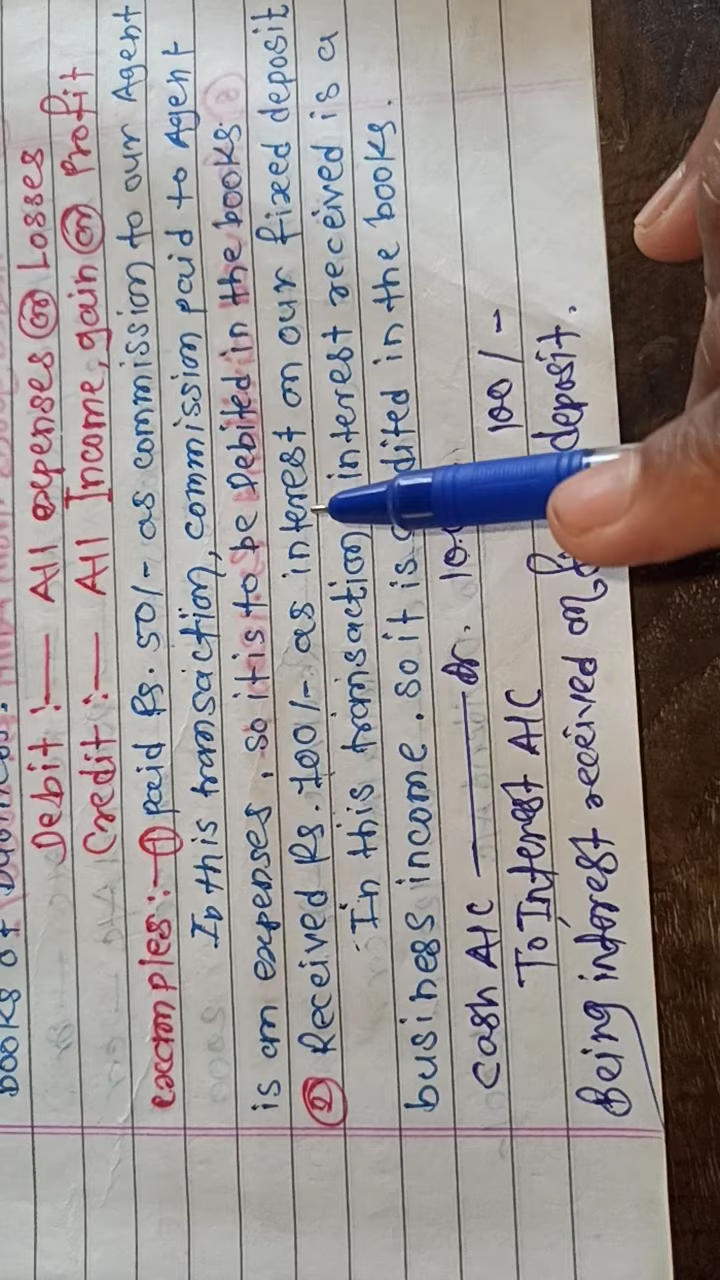 books of
Debit :— All expenses or Losses
Credit :— All Income, gain or Profit
examples :— ① paid Rs. 50/- as commission to our Agent
In this transaction, commission paid to Agent
is an expenses, so it is to be Debited in the books.
② Received Rs. 100/- as interest on our fixed deposit
In this transaction interest received is a
business income. so it is dited in the books.
cash A/C —— Dr. 100/-
To Interest A/C
Being interest received on deposit.